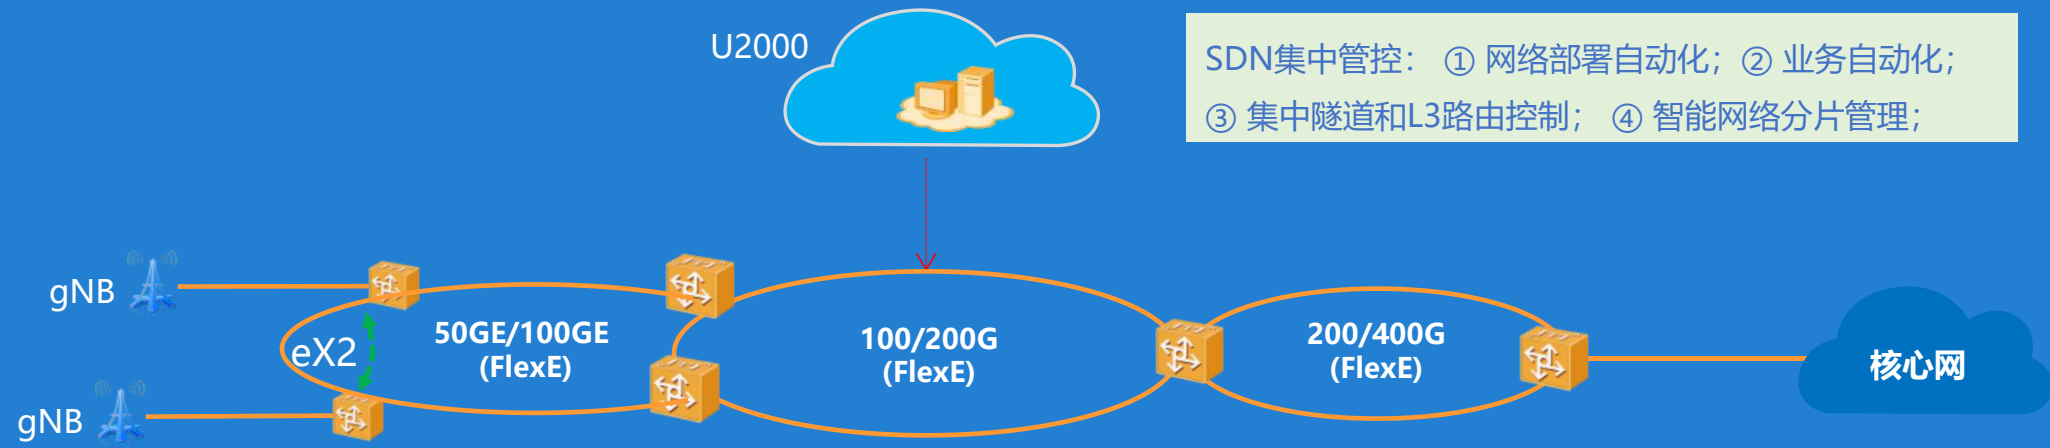 U2000
SDN集中管控： ① 网络部署自动化；② 业务自动化；
③ 集中隧道和L3路由控制； ④ 智能网络分片管理；
gNB
eX2
50GE/100GE
(FlexE)
100/200G
(FlexE)
200/400G
(FlexE)
核心网
gNB